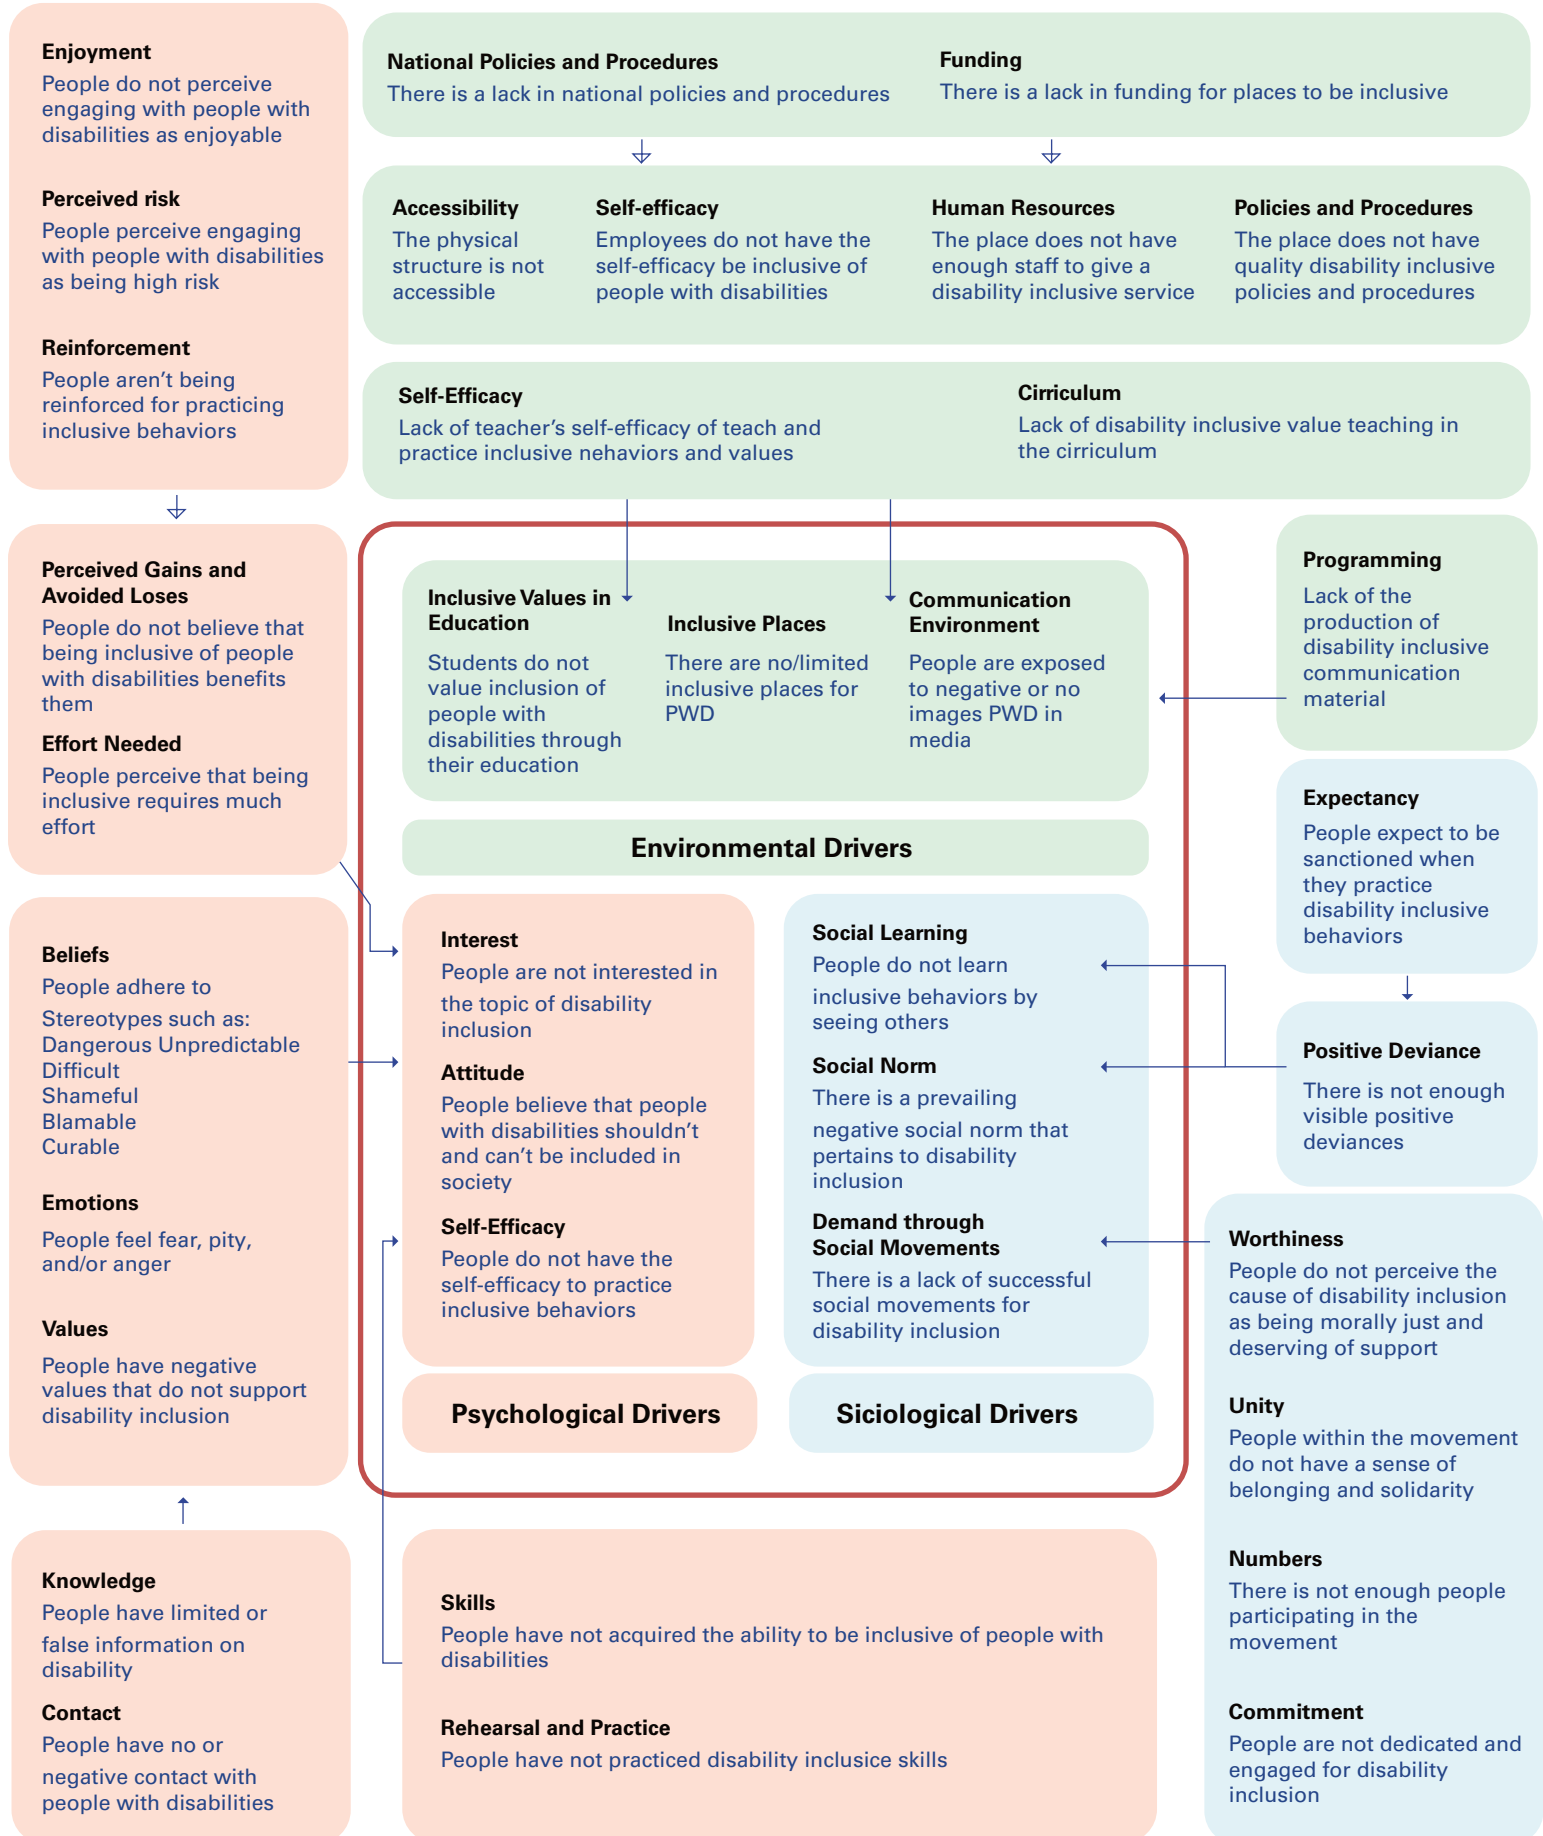 Enjoyment
People do not perceive
engaging with people with
disabilities as enjoyable
Perceived risk
People perceive engaging
with people with disabilities
as being high risk
Reinforcement
People aren't being
reinforced for practicing
inclusive behaviors
National Policies and Procedures
There is a lack in national policies and procedures
Funding
There is a lack in funding for places to be inclusive
Accessibility
The physical
structure is not
accessible
Self-efficacy
Employees do not have the
self-efficacy be inclusive of
people with disabilities
Human Resources
The place does not have
enough staff to give a
disability inclusive service
Policies and Procedures
The place does not have
quality disability inclusive
policies and procedures
Self-Efficacy
Lack of teacher's self-efficacy of teach and
practice inclusive nehaviors and values
Cirriculum
Lack of disability inclusive value teaching in
the cirriculum
Perceived Gains and
Avoided Loses
People do not believe that
being inclusive of people
with disabilities benefits
them
Effort Needed
People perceive that being
inclusive requires much
effort
Inclusive Values in
Education
Students do not
value inclusion of
people with
disabilities through
their education
Inclusive Places
There are no/limited
inclusive places for
PWD
Communication
Environment
People are exposed
to negative or no
images PWD in
media
Programming
Lack of the
production of
disability inclusive
communication
material
Environmental Drivers
Expectancy
People expect to be
sanctioned when
they practice
disability inclusive
behaviors
Beliefs
People adhere to
Stereotypes such as:
Dangerous Unpredictable
Difficult
Shameful
Blamable
Curable
Emotions
People feel fear, pity,
and/or anger
Values
People have negative
values that do not support
disability inclusion
Interest
People are not interested in
the topic of disability
inclusion
Attitude
People believe that people
with disabilities shouldn't
and can't be included in
society
Self-Efficacy
People do not have the
self-efficacy to practice
inclusive behaviors
Psychological Drivers
Social Learning
People do not learn
inclusive behaviors by
seeing others
Social Norm
There is a prevailing
negative social norm that
pertains to disability
inclusion
Demand through
Social Movements
There is a lack of successful
social movements for
disability inclusion
Siciological Drivers
Positive Deviance
There is not enough
visible positive
deviances
Worthiness
People do not perceive the
cause of disability inclusion
as being morally just and
deserving of support
Unity
People within the movement
do not have a sense of
belonging and solidarity
Numbers
There is not enough people
participating in the
movement
Commitment
People are not dedicated and
engaged for disability
inclusion
Knowledge
People have limited or
false information on
disability
Contact
People have no or
negative contact with
people with disabilities
Skills
People have not acquired the ability to be inclusive of people with
disabilities
Rehearsal and Practice
People have not practiced disability inclusice skills